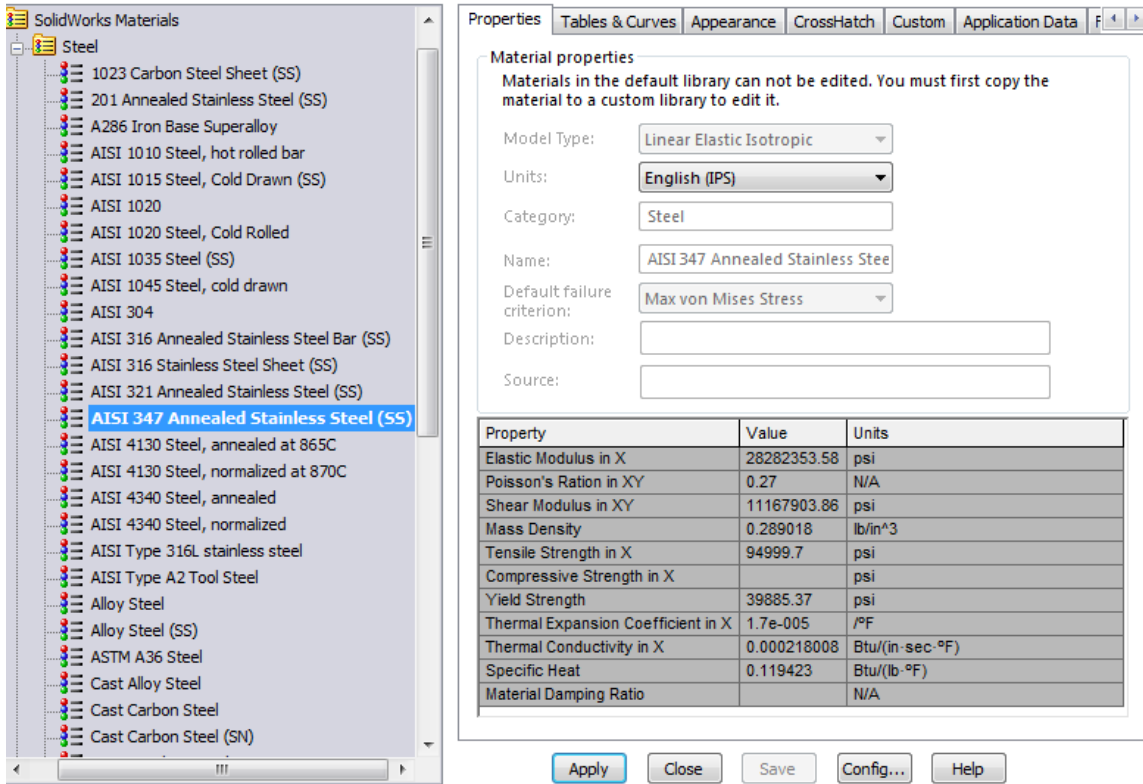 SolidWorks Materials
Steel
1023 Carbon Steel Sheet (SS)
201 Annealed Stainless Steel (SS)
A286 Iron Base Superalloy
AISI 1010 Steel, hot rolled bar
AISI 1015 Steel, Cold Drawn (SS)
AISI 1020
AISI 1020 Steel, Cold Rolled
AISI 1035 Steel (SS)
AISI 1045 Steel, cold drawn
AISI 304
AISI 316 Annealed Stainless Steel Bar (SS)
AISI 316 Stainless Steel Sheet (SS)
AISI 321 Annealed Stainless Steel (SS)
AISI 347 Annealed Stainless Steel (SS)
AISI 4130 Steel, annealed at 865C
AISI 4130 Steel, normalized at 870C
AISI 4340 Steel, annealed
AISI 4340 Steel, normalized
AISI Type 316L stainless steel
AISI Type A2 Tool Steel
Alloy Steel
Alloy Steel (SS)
ASTM A36 Steel
Cast Alloy Steel
Cast Carbon Steel
Cast Carbon Steel (SN)
Properties Tables & Curves Appearance CrossHatch Custom Application Data F
Material properties
Materials in the default library can not be edited. You must first copy the
material to a custom library to edit it.
Model Type: Linear Elastic Isotropic
Units: English (IPS)
Category: Steel
Name: AISI 347 Annealed Stainless Stee
Default failure
criterion: Max von Mises Stress
Description:
Source:
Property Value Units
Elastic Modulus in X 28282353.58 psi
Poisson's Ration in XY 0.27 N/A
Shear Modulus in XY 11167903.86 psi
Mass Density 0.289018 lb/in^3
Tensile Strength in X 94999.7 psi
Compressive Strength in X psi
Yield Strength 39885.37 psi
Thermal Expansion Coefficient in X 1.7e-005 /ºF
Thermal Conductivity in X 0.000218008 Btu/(in·sec·ºF)
Specific Heat 0.119423 Btu/(lb·ºF)
Material Damping Ratio N/A
Apply Close Save Config... Help